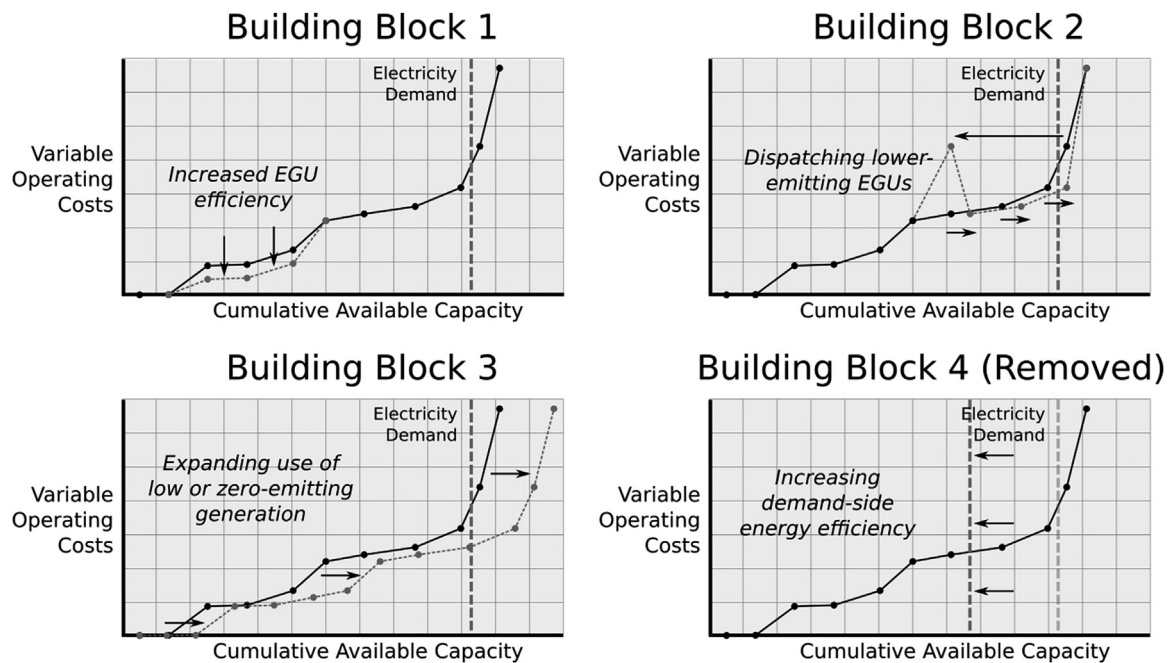 Building Block 1
Electricity
Demand
Variable
Operating
Costs
Increased EGU
efficiency
Cumulative Available Capacity
Building Block 2
Electricity
Demand
Variable
Operating
Costs
Dispatching lower-
emitting EGUs
Cumulative Available Capacity
Building Block 3
Electricity
Demand
Variable
Operating
Costs
Expanding use of
low or zero-emitting
generation
Cumulative Available Capacity
Building Block 4 (Removed)
Electricity
Demand
Variable
Operating
Costs
Increasing
demand-side
energy efficiency
Cumulative Available Capacity